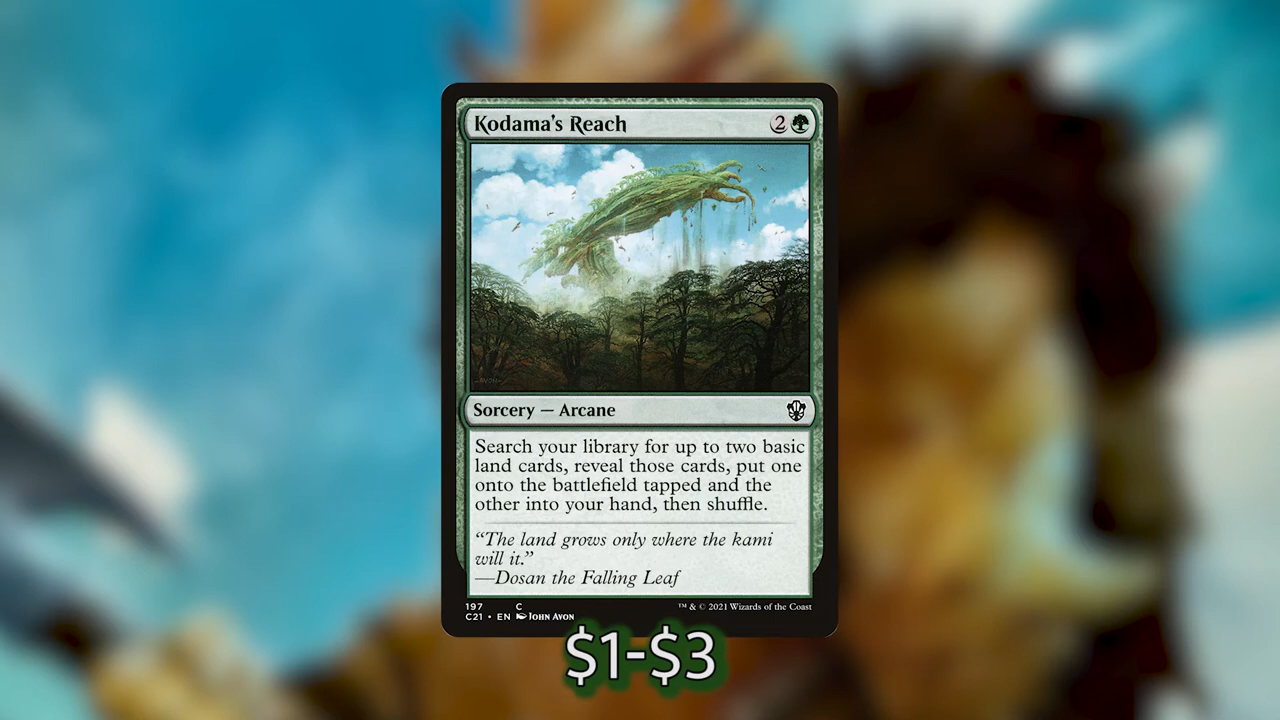 Kodama's Reach 2
Sorcery — Arcane
Search your library for up to two basic
land cards, reveal those cards, put one
onto the battlefield tapped and the
other into your hand, then shuffle.
“The land grows only where the kami
will it.”
—Dosan the Falling Leaf
197 C
C21 • EN John Avon
™ & © 2021 Wizards of the Coast
$1-$3